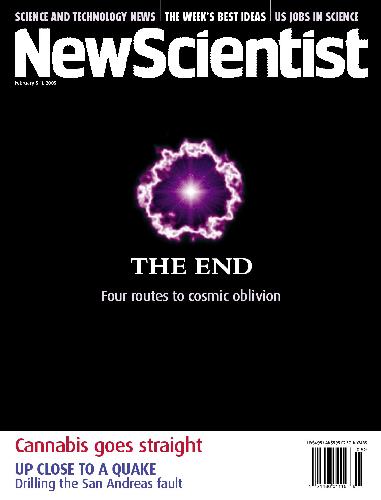 SCIENCE AND TECHNOLOGY NEWS | THE WEEK'S BEST IDEAS | US JOBS IN SCIENCE
NewScientist
THE END
Four routes to cosmic oblivion
Cannabis goes straight
UP CLOSE TO A QUAKE
Drilling the San Andreas fault